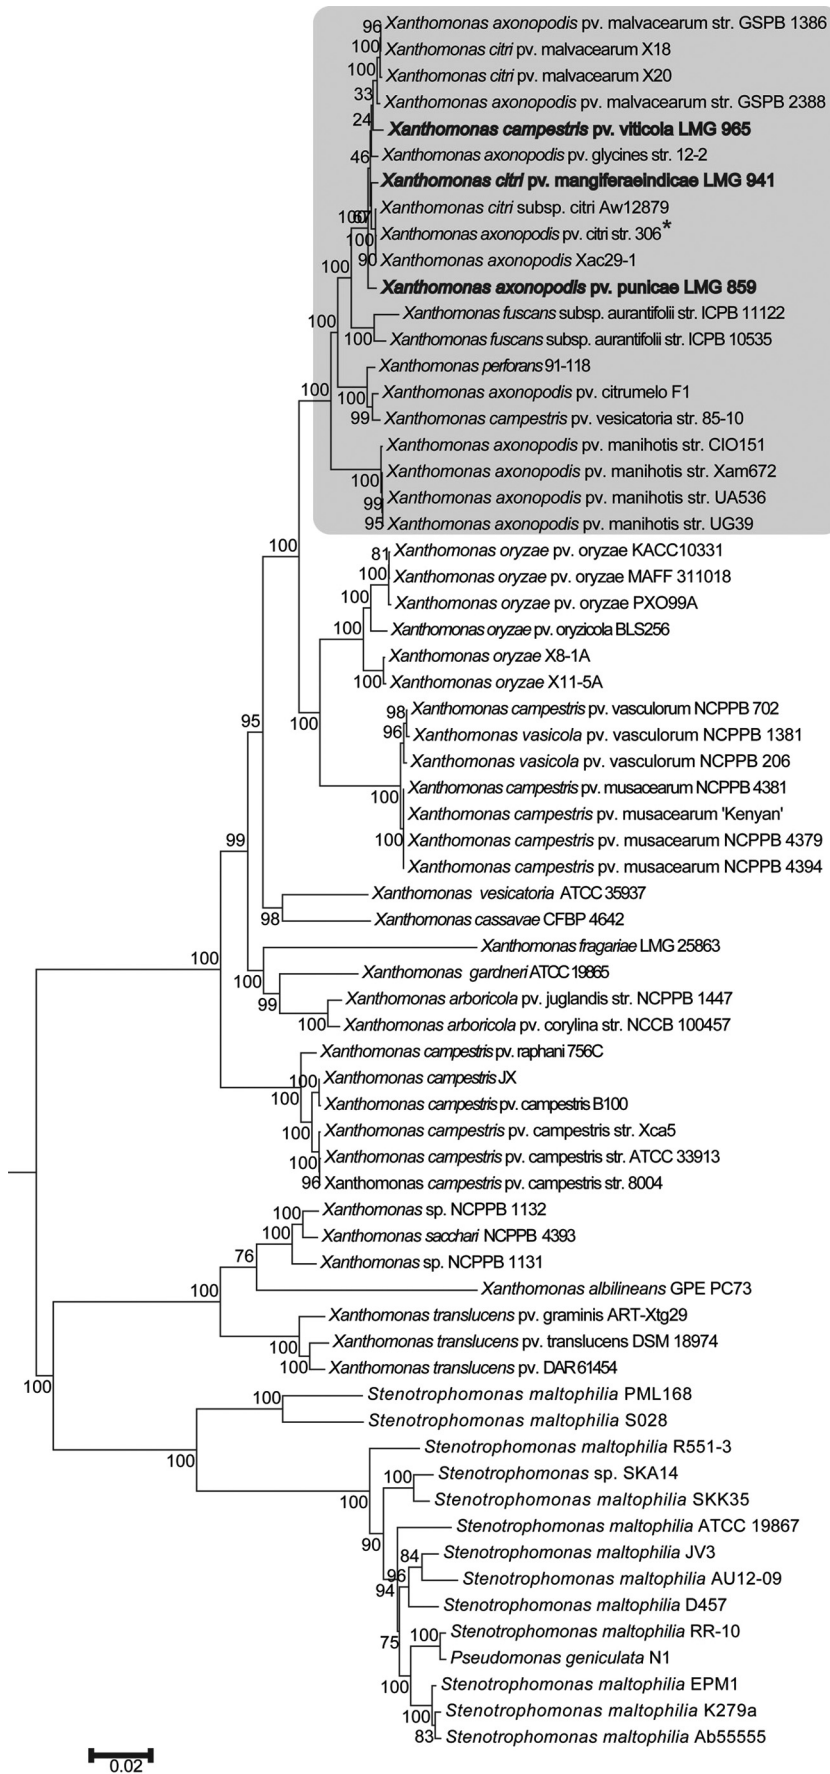 96
Xanthomonas axonopodis pv. malvacearum str. GSPB 1386
100
Xanthomonas citri pv. malvacearum X18
100
Xanthomonas citri pv. malvacearum X20
33
Xanthomonas axonopodis pv. malvacearum str. GSPB 2388
24
Xanthomonas campestris pv. viticola LMG 965
46
Xanthomonas axonopodis pv. glycines str. 12-2
Xanthomonas citri pv. mangiferaeindicae LMG 941
Xanthomonas citri subsp. citri Aw12879
100
67
Xanthomonas axonopodis pv. citri str. 306*
100
90
Xanthomonas axonopodis Xac29-1
100
Xanthomonas axonopodis pv. punicae LMG 859
Xanthomonas fuscans subsp. aurantifolii str. ICPB 11122
100
100
Xanthomonas fuscans subsp. aurantifolii str. ICPB 10535
Xanthomonas perforans 91-118
100
100
Xanthomonas axonopodis pv. citrumelo F1
99
Xanthomonas campestris pv. vesicatoria str. 85-10
Xanthomonas axonopodis pv. manihotis str. CIO151
100
Xanthomonas axonopodis pv. manihotis str. Xam672
99
Xanthomonas axonopodis pv. manihotis str. UA536
95
Xanthomonas axonopodis pv. manihotis str. UG39
100
81
Xanthomonas oryzae pv. oryzae KACC10331
100
Xanthomonas oryzae pv. oryzae MAFF 311018
100
Xanthomonas oryzae pv. oryzae PXO99A
100
Xanthomonas oryzae pv. oryzicola BLS256
Xanthomonas oryzae X8-1A
100
Xanthomonas oryzae X11-5A
100
98
Xanthomonas campestris pv. vasculorum NCPPB 702
95
96
Xanthomonas vasicola pv. vasculorum NCPPB 1381
Xanthomonas vasicola pv. vasculorum NCPPB 206
100
Xanthomonas campestris pv. musacearum NCPPB 4381
Xanthomonas campestris pv. musacearum 'Kenyan'
99
100
Xanthomonas campestris pv. musacearum NCPPB 4379
Xanthomonas campestris pv. musacearum NCPPB 4394
Xanthomonas vesicatoria ATCC 35937
98
Xanthomonas cassavae CFBP 4642
Xanthomonas fragariae LMG 25863
100
100
Xanthomonas gardneri ATCC 19865
99
Xanthomonas arboricola pv. juglandis str. NCPPB 1447
100
Xanthomonas arboricola pv. corylina str. NCCB 100457
Xanthomonas campestris pv. raphani 756C
100
Xanthomonas campestris JX
100
Xanthomonas campestris pv. campestris B100
100
Xanthomonas campestris pv. campestris str. Xca5
100
Xanthomonas campestris pv. campestris str. ATCC 33913
96
Xanthomonas campestris pv. campestris str. 8004
100
Xanthomonas sp. NCPPB 1132
100
Xanthomonas sacchari NCPPB 4393
76
Xanthomonas sp. NCPPB 1131
100
Xanthomonas albilineans GPE PC73
Xanthomonas translucens pv. graminis ART-Xtg29
100
Xanthomonas translucens pv. translucens DSM 18974
100
Xanthomonas translucens pv. DAR61454
100
100
Stenotrophomonas maltophilia PML168
Stenotrophomonas maltophilia S028
100
Stenotrophomonas maltophilia R551-3
100
Stenotrophomonas sp. SKA14
100
Stenotrophomonas maltophilia SKK35
90
Stenotrophomonas maltophilia ATCC 19867
84
Stenotrophomonas maltophilia JV3
96
94
Stenotrophomonas maltophilia AU12-09
Stenotrophomonas maltophilia D457
75
100
Stenotrophomonas maltophilia RR-10
Pseudomonas geniculata N1
100
Stenotrophomonas maltophilia EPM1
100
Stenotrophomonas maltophilia K279a
83
Stenotrophomonas maltophilia Ab55555
0.02